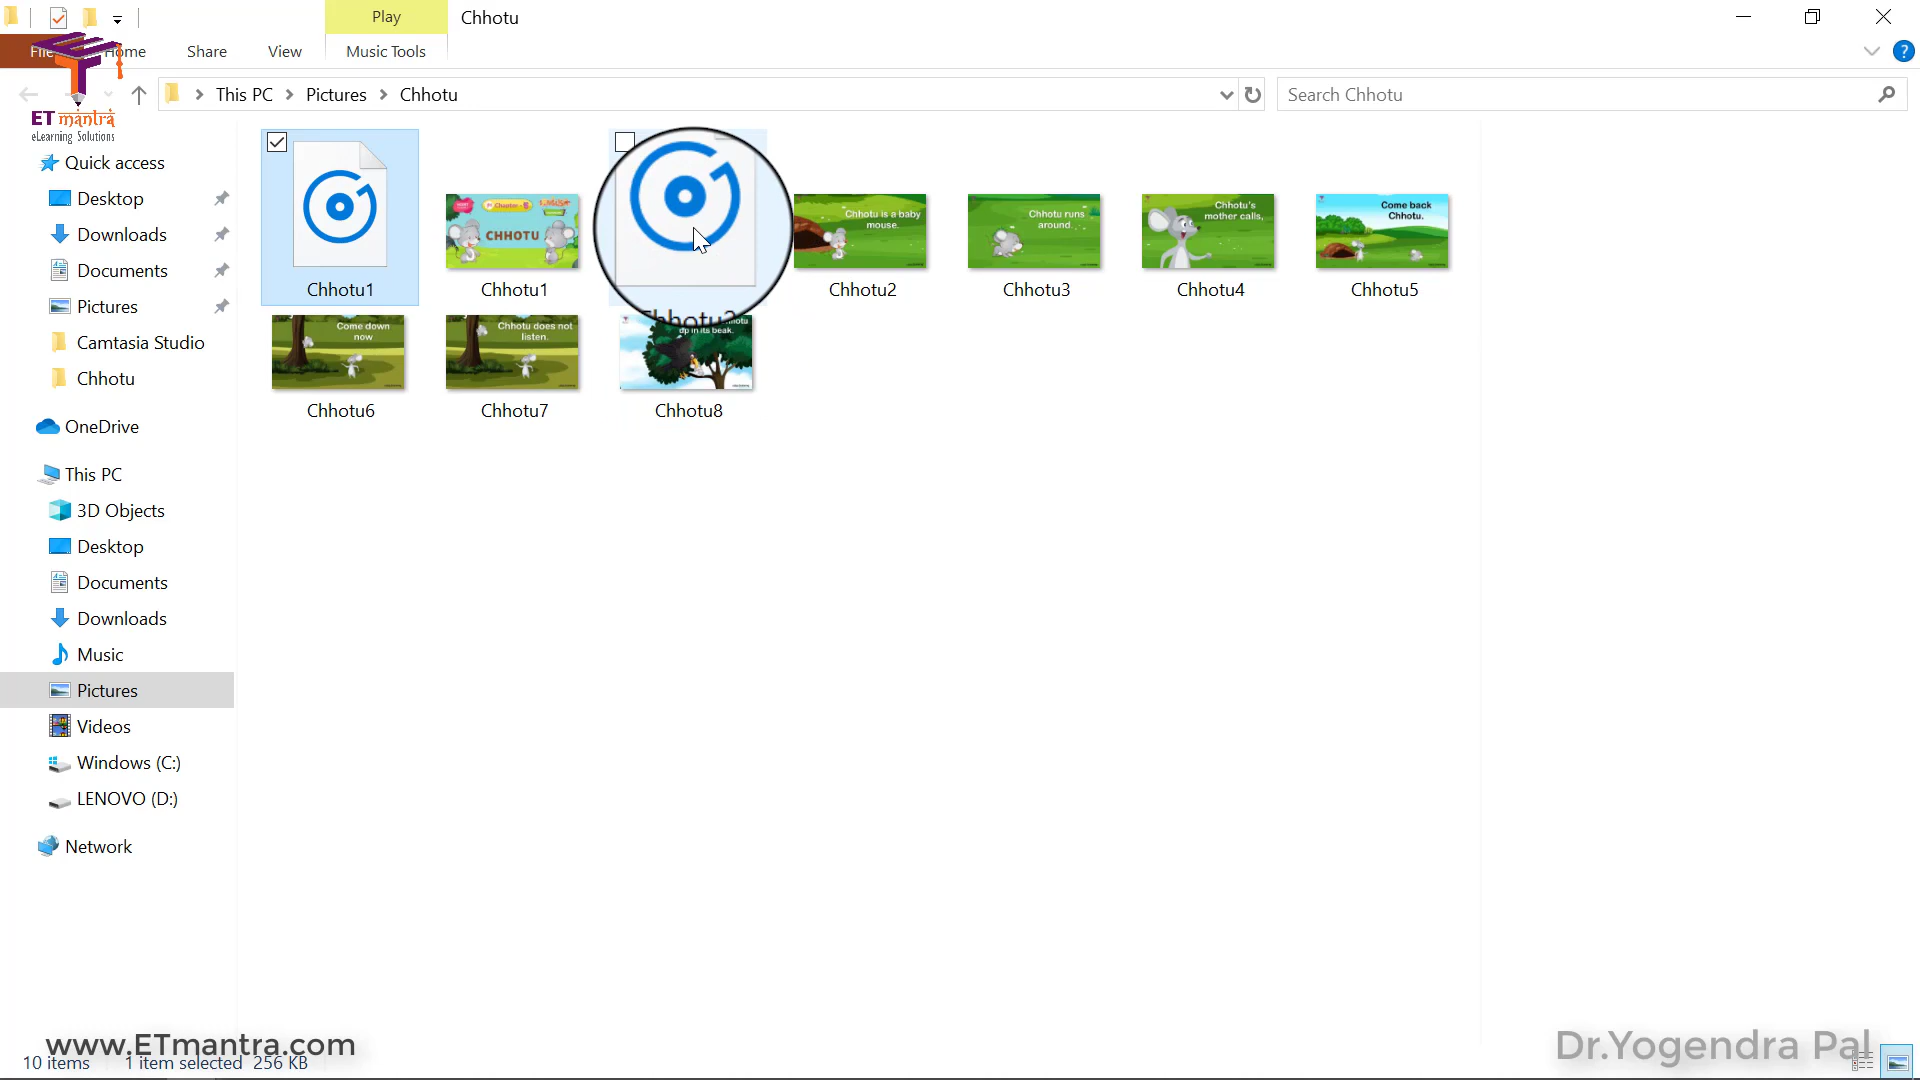 Play
Chhotu
File
Home
Share
View
Music Tools
ET mantra
eLearning Solutions
This PC
Pictures
Chhotu
Search Chhotu
Quick access
Desktop
Downloads
Documents
Pictures
Camtasia Studio
Chhotu
OneDrive
This PC
3D Objects
Desktop
Documents
Downloads
Music
Pictures
Videos
Windows (C:)
LENOVO (D:)
Network
CHHOTU
Chhotu is a baby
mouse.
Chhotu runs
around.
Chhotu's
mother calls,
Come back
Chhotu.
Chhotu1
Chhotu1
Chhotu2
Chhotu2
Chhotu3
Chhotu4
Chhotu5
Come down
now
Chhotu does not
listen.
up in its beak.
Chhotu6
Chhotu7
Chhotu8
www.ETmantra.com
Dr.Yogendra Pal
10 items
1 item selected 256 KB